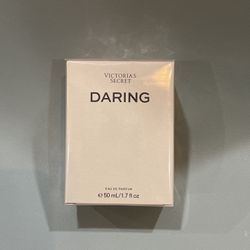 VICTORIA'S
SECRET
DARING
EAU DE PARFUM
℮ 50 mL/1.7 fl oz